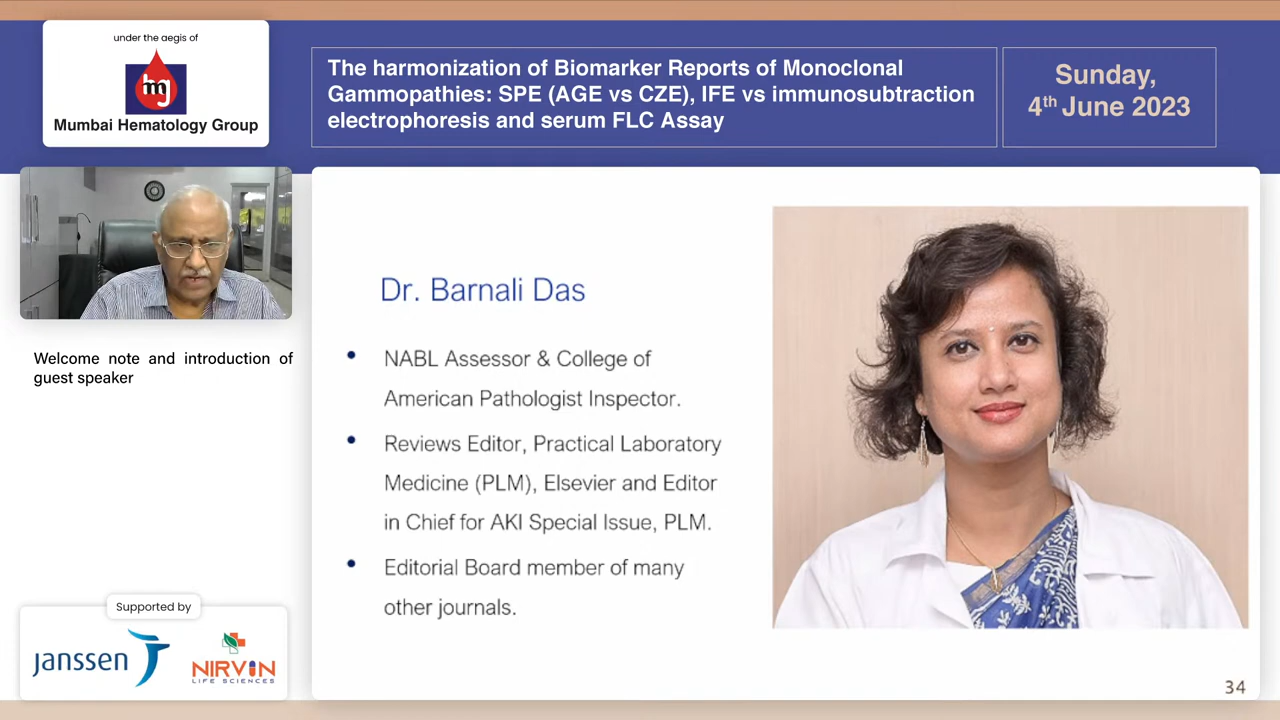 under the aegis of
hmg
Mumbai Hematology Group
The harmonization of Biomarker Reports of Monoclonal
Gammopathies: SPE (AGE vs CZE), IFE vs immunosubtraction
electrophoresis and serum FLC Assay
Sunday,
4th June 2023
Welcome note and introduction of
guest speaker
Dr. Barnali Das
• NABL Assessor & College of
American Pathologist Inspector.
• Reviews Editor, Practical Laboratory
Medicine (PLM), Elsevier and Editor
in Chief for AKI Special Issue, PLM.
• Editorial Board member of many
other journals.
Supported by
janssen
NIRVIN
LIFE SCIENCES
34